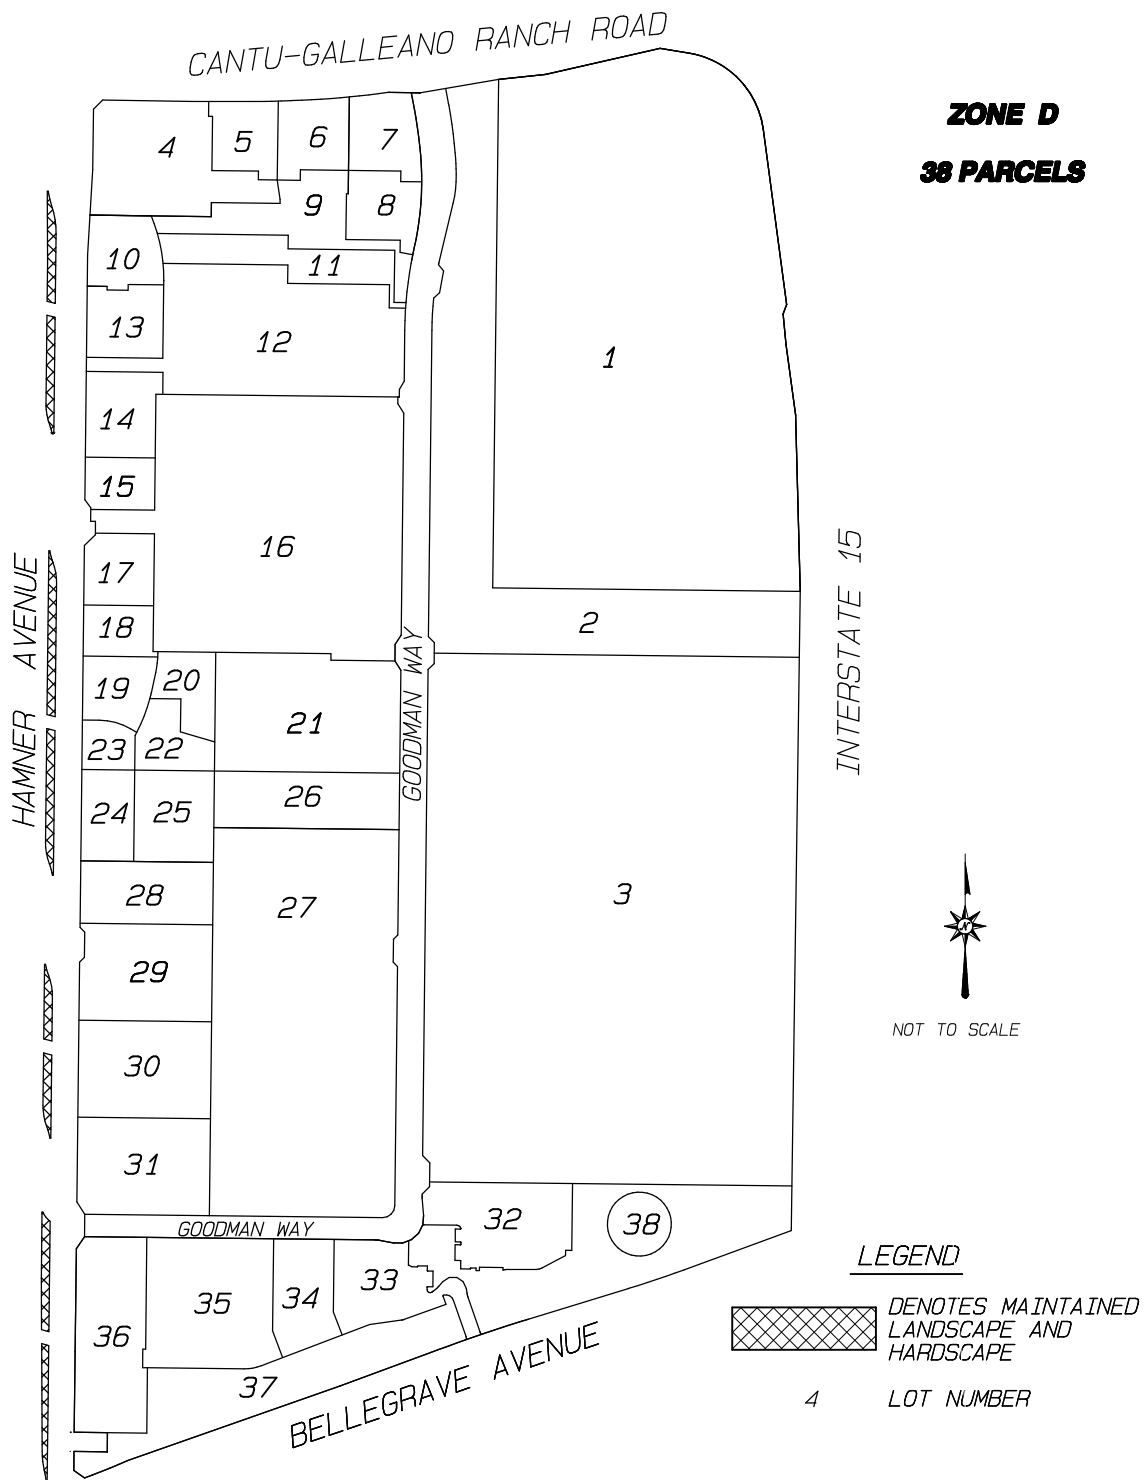 CANTU-GALLEANO RANCH ROAD
ZONE D
38 PARCELS
4
5
6
7
9
8
10
11
13
12
1
14
15
16
17
2
18
19
20
21
23
22
26
24
25
3
28
27
29
30
31
32
38
33
34
35
36
37
HAMNER AVENUE
GOODMAN WAY
INTERSTATE 15
N
NOT TO SCALE
GOODMAN WAY
BELLEGRAVE AVENUE
LEGEND
DENOTES MAINTAINED
LANDSCAPE AND
HARDSCAPE
4 LOT NUMBER